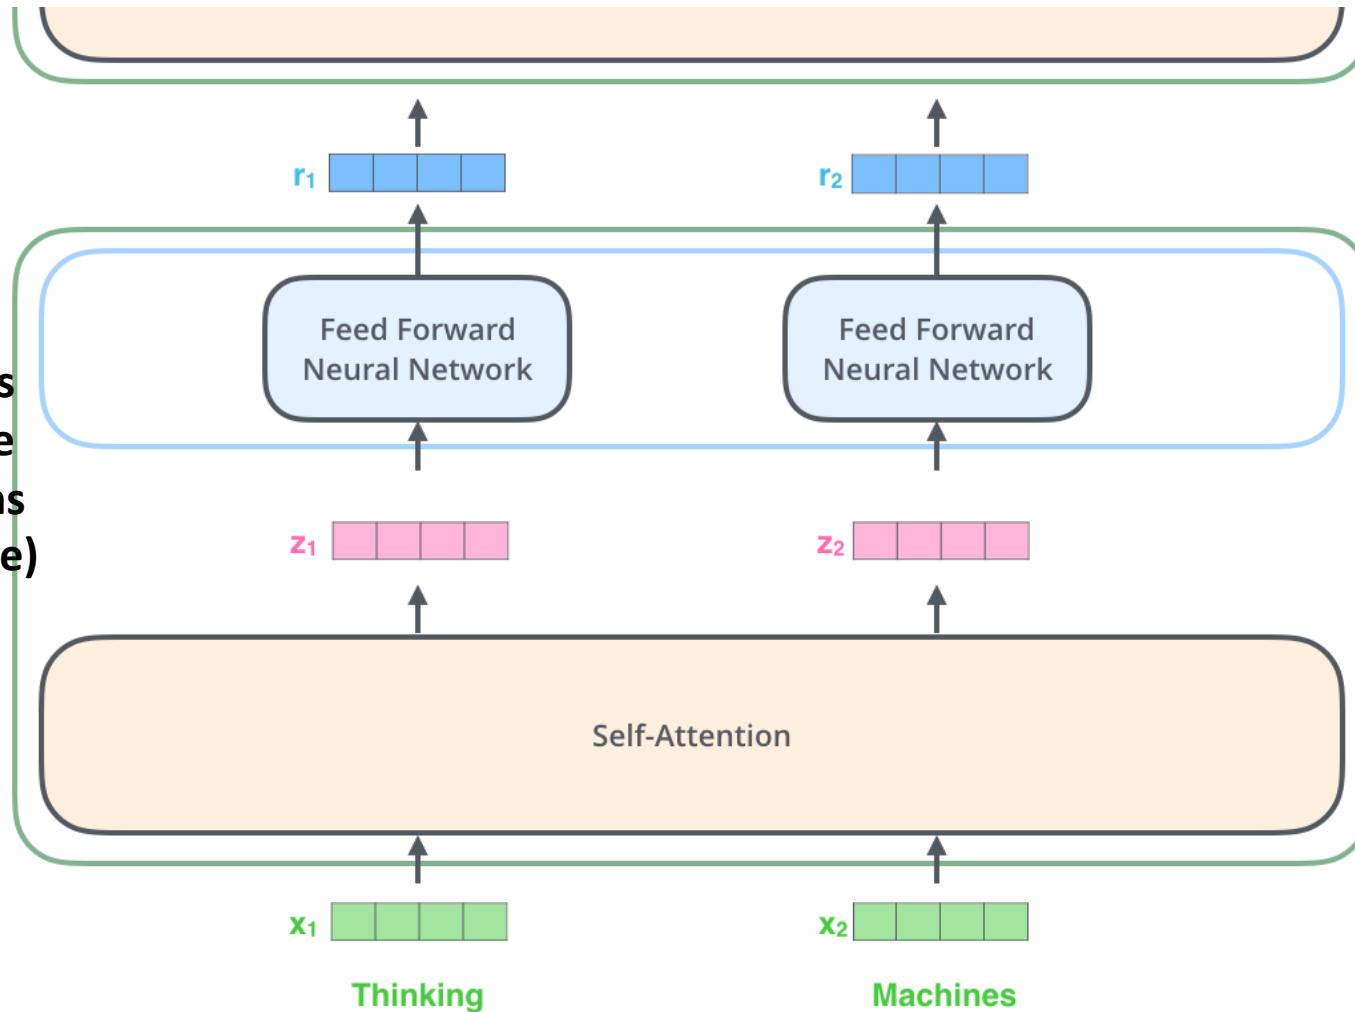 r1
r2
Feed Forward
Neural Network
Feed Forward
Neural Network
z1
z2
Self-Attention
x1
x2
Thinking
Machines